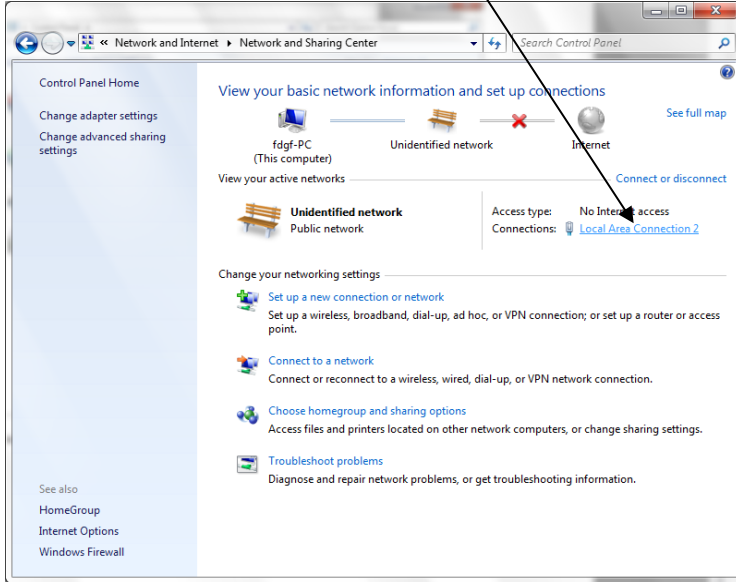 « Network and Internet ▸ Network and Sharing Center
Search Control Panel
Control Panel Home
Change adapter settings
Change advanced sharing
settings
See also
HomeGroup
Internet Options
Windows Firewall
View your basic network information and set up connections
See full map
fdgf-PC
(This computer)
Unidentified network
Internet
View your active networks
Connect or disconnect
Unidentified network
Public network
Access type: No Internet access
Connections: Local Area Connection 2
Change your networking settings
Set up a new connection or network
Set up a wireless, broadband, dial-up, ad hoc, or VPN connection; or set up a router or access
point.
Connect to a network
Connect or reconnect to a wireless, wired, dial-up, or VPN network connection.
Choose homegroup and sharing options
Access files and printers located on other network computers, or change sharing settings.
Troubleshoot problems
Diagnose and repair network problems, or get troubleshooting information.